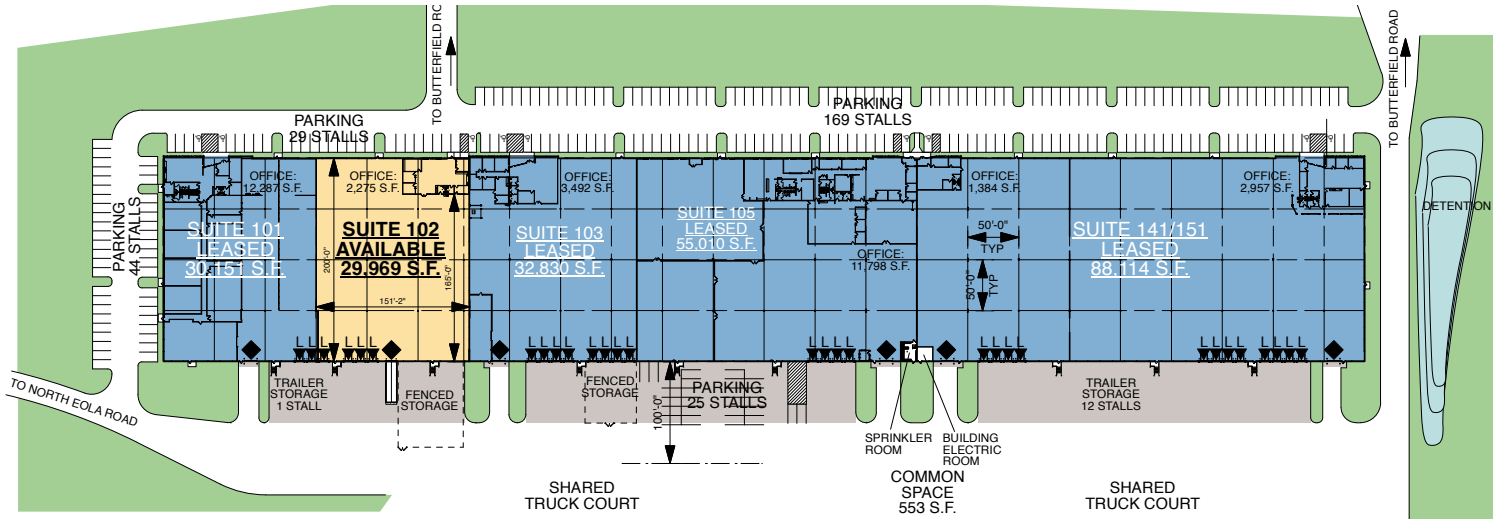 TO BUTTERFIELD RO
TO BUTTERFIELD ROAD
PARKING
29 STALLS
PARKING
169 STALLS
PARKING
44 STALLS
OFFICE:
12,287 S.F.
OFFICE:
2,275 S.F.
OFFICE:
3,492 S.F.
OFFICE:
1,384 S.F.
OFFICE:
2,957 S.F.
DETENTION
SUITE 101
LEASED
30,151 S.F.
SUITE 102
AVAILABLE
29,969 S.F.
SUITE 103
LEASED
32,830 S.F.
SUITE 105
LEASED
55,010 S.F.
SUITE 141/151
LEASED
88,114 S.F.
OFFICE:
11,798 S.F.
200'-0"
165'-0"
151'-2"
50'-0"
TYP
50'-0"
TYP
L L L L L L
L L L L L L L L
L L L L
L L L L
L L L L L L L L
TO NORTH EOLA ROAD
TRAILER
STORAGE
1 STALL
FENCED
STORAGE
FENCED
STORAGE
PARKING
25 STALLS
100'-0"
TRAILER
STORAGE
12 STALLS
SPRINKLER
ROOM
BUILDING
ELECTRIC
ROOM
COMMON
SPACE
553 S.F.
SHARED
TRUCK COURT
SHARED
TRUCK COURT